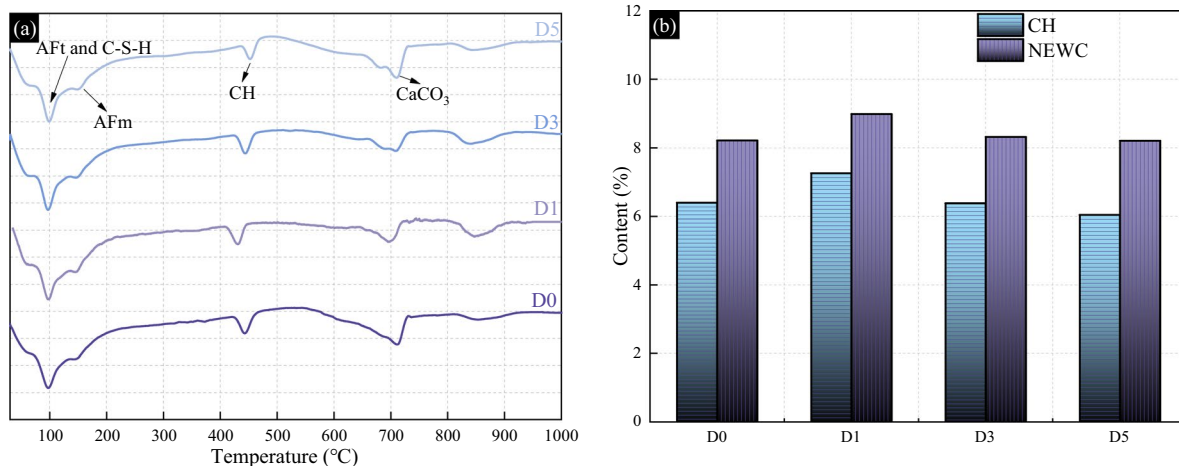 (a)
D5
AFt and C-S-H
CH
CaCO3
AFm
D3
D1
D0
100 200 300 400 500 600 700 800 900 1000
Temperature (℃)
(b)
CH
NEWC
12
10
8
6
4
2
0
Content (%)
D0 D1 D3 D5